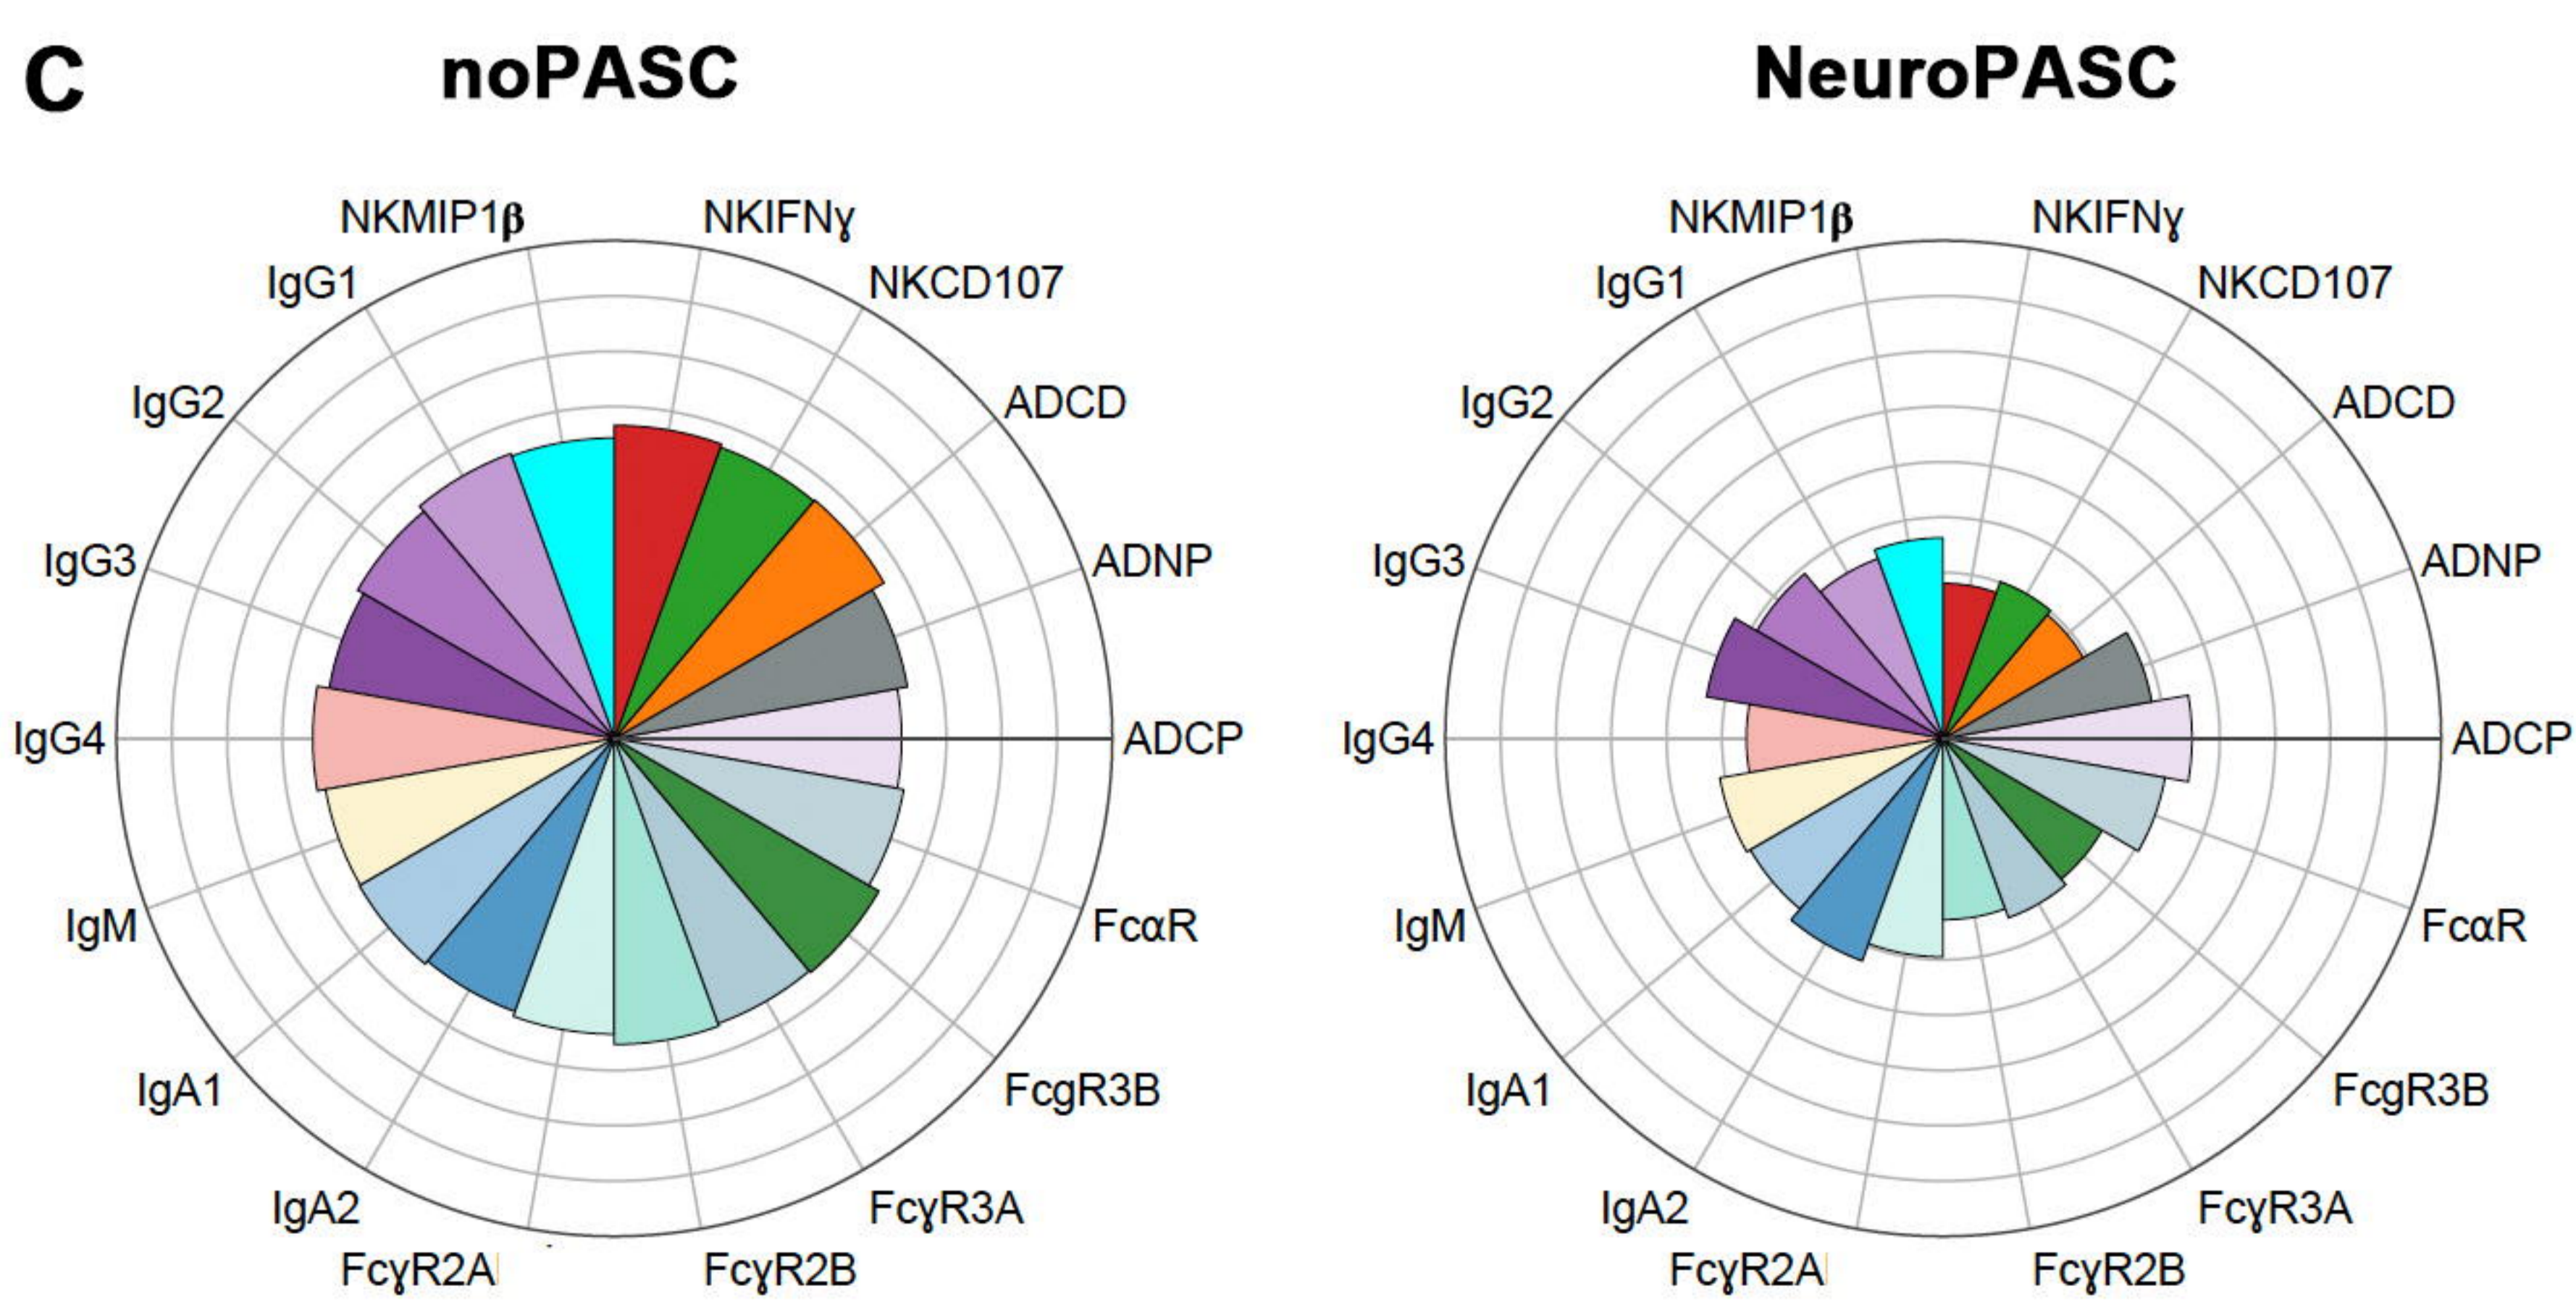 C
noPASC
NeuroPASC
NKMIP1β
NKIFNγ
IgG1
NKCD107
IgG2
ADCD
IgG3
ADNP
IgG4
ADCP
IgM
FcαR
IgA1
FcgR3B
IgA2
FcγR3A
FcγR2A
FcγR2B
NKMIP1β
NKIFNγ
IgG1
NKCD107
IgG2
ADCD
IgG3
ADNP
IgG4
ADCP
IgM
FcαR
IgA1
FcgR3B
IgA2
FcγR3A
FcγR2A
FcγR2B